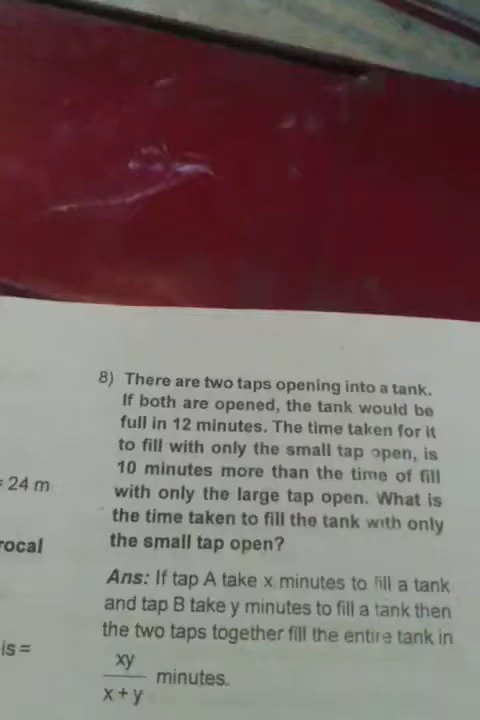 8) There are two taps opening into a tank.
If both are opened, the tank would be
full in 12 minutes. The time taken for it
to fill with only the small tap open, is
10 minutes more than the time of fill
with only the large tap open. What is
the time taken to fill the tank with only
the small tap open?
Ans: If tap A take x minutes to fill a tank
and tap B take y minutes to fill a tank then
the two taps together fill the entire tank in
xy
x + y
minutes.
= 24 m
rocal
is =